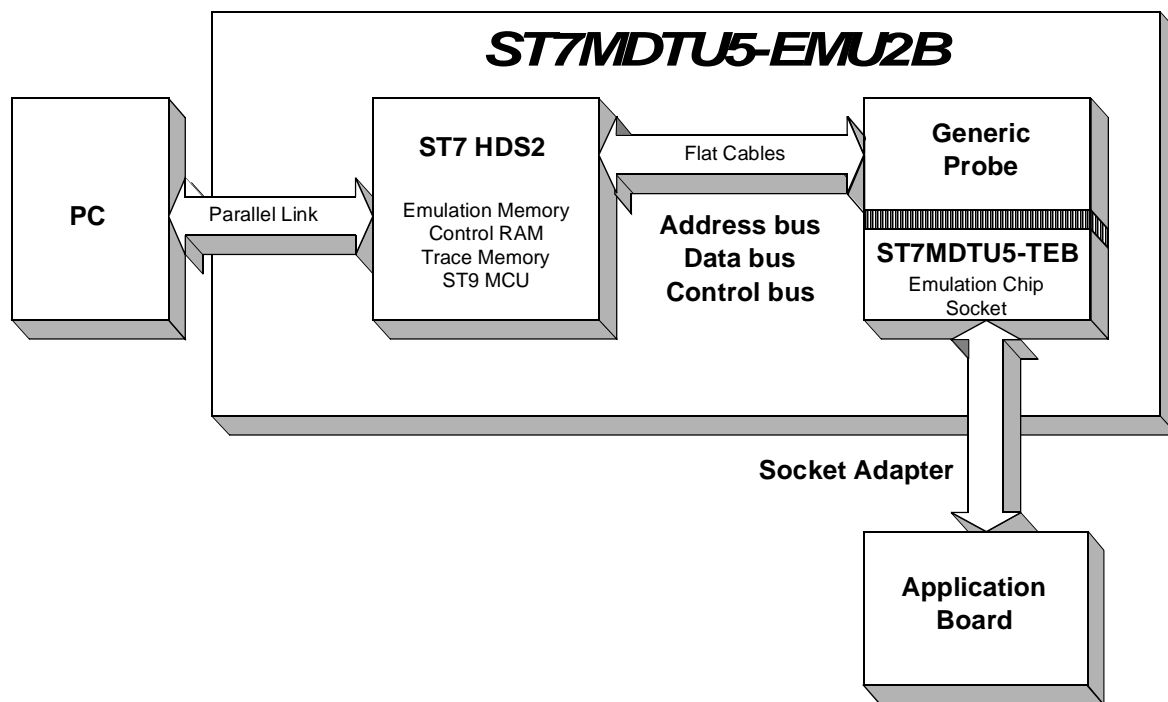 ST7MDTU5-EMU2B
PC
Parallel Link
ST7 HDS2
Emulation Memory
Control RAM
Trace Memory
ST9 MCU
Flat Cables
Address bus
Data bus
Control bus
Generic
Probe
ST7MDTU5-TEB
Emulation Chip
Socket
Socket Adapter
Application
Board